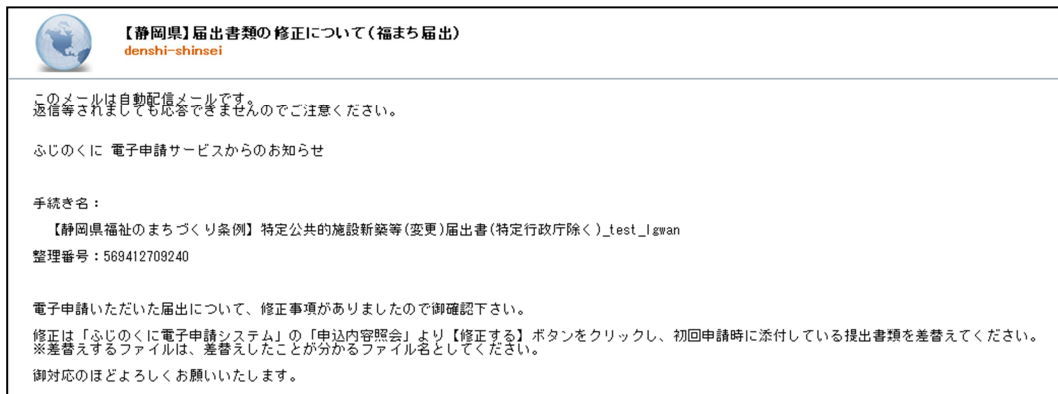 【静岡県】届出書類の修正について(福まち届出)
denshi-shinsei
このメールは自動配信メールです。
返信等されましても応答できませんのでご注意ください。
ふじのくに 電子申請サービスからのお知らせ
手続き名：
【静岡県福祉のまちづくり条例】特定公共的施設新築等(変更)届出書(特定行政庁除く)_test_lgwan
整理番号：569412709240
電子申請いただいた届出について、修正事項がありましたので御確認下さい。
修正は「ふじのくに電子申請システム」の「申込内容照会」より【修正する】ボタンをクリックし、初回申請時に添付している提出書類を差替えてください。
※差替えするファイルは、差替えしたことが分かるファイル名としてください。
御対応のほどよろしくお願いいたします。